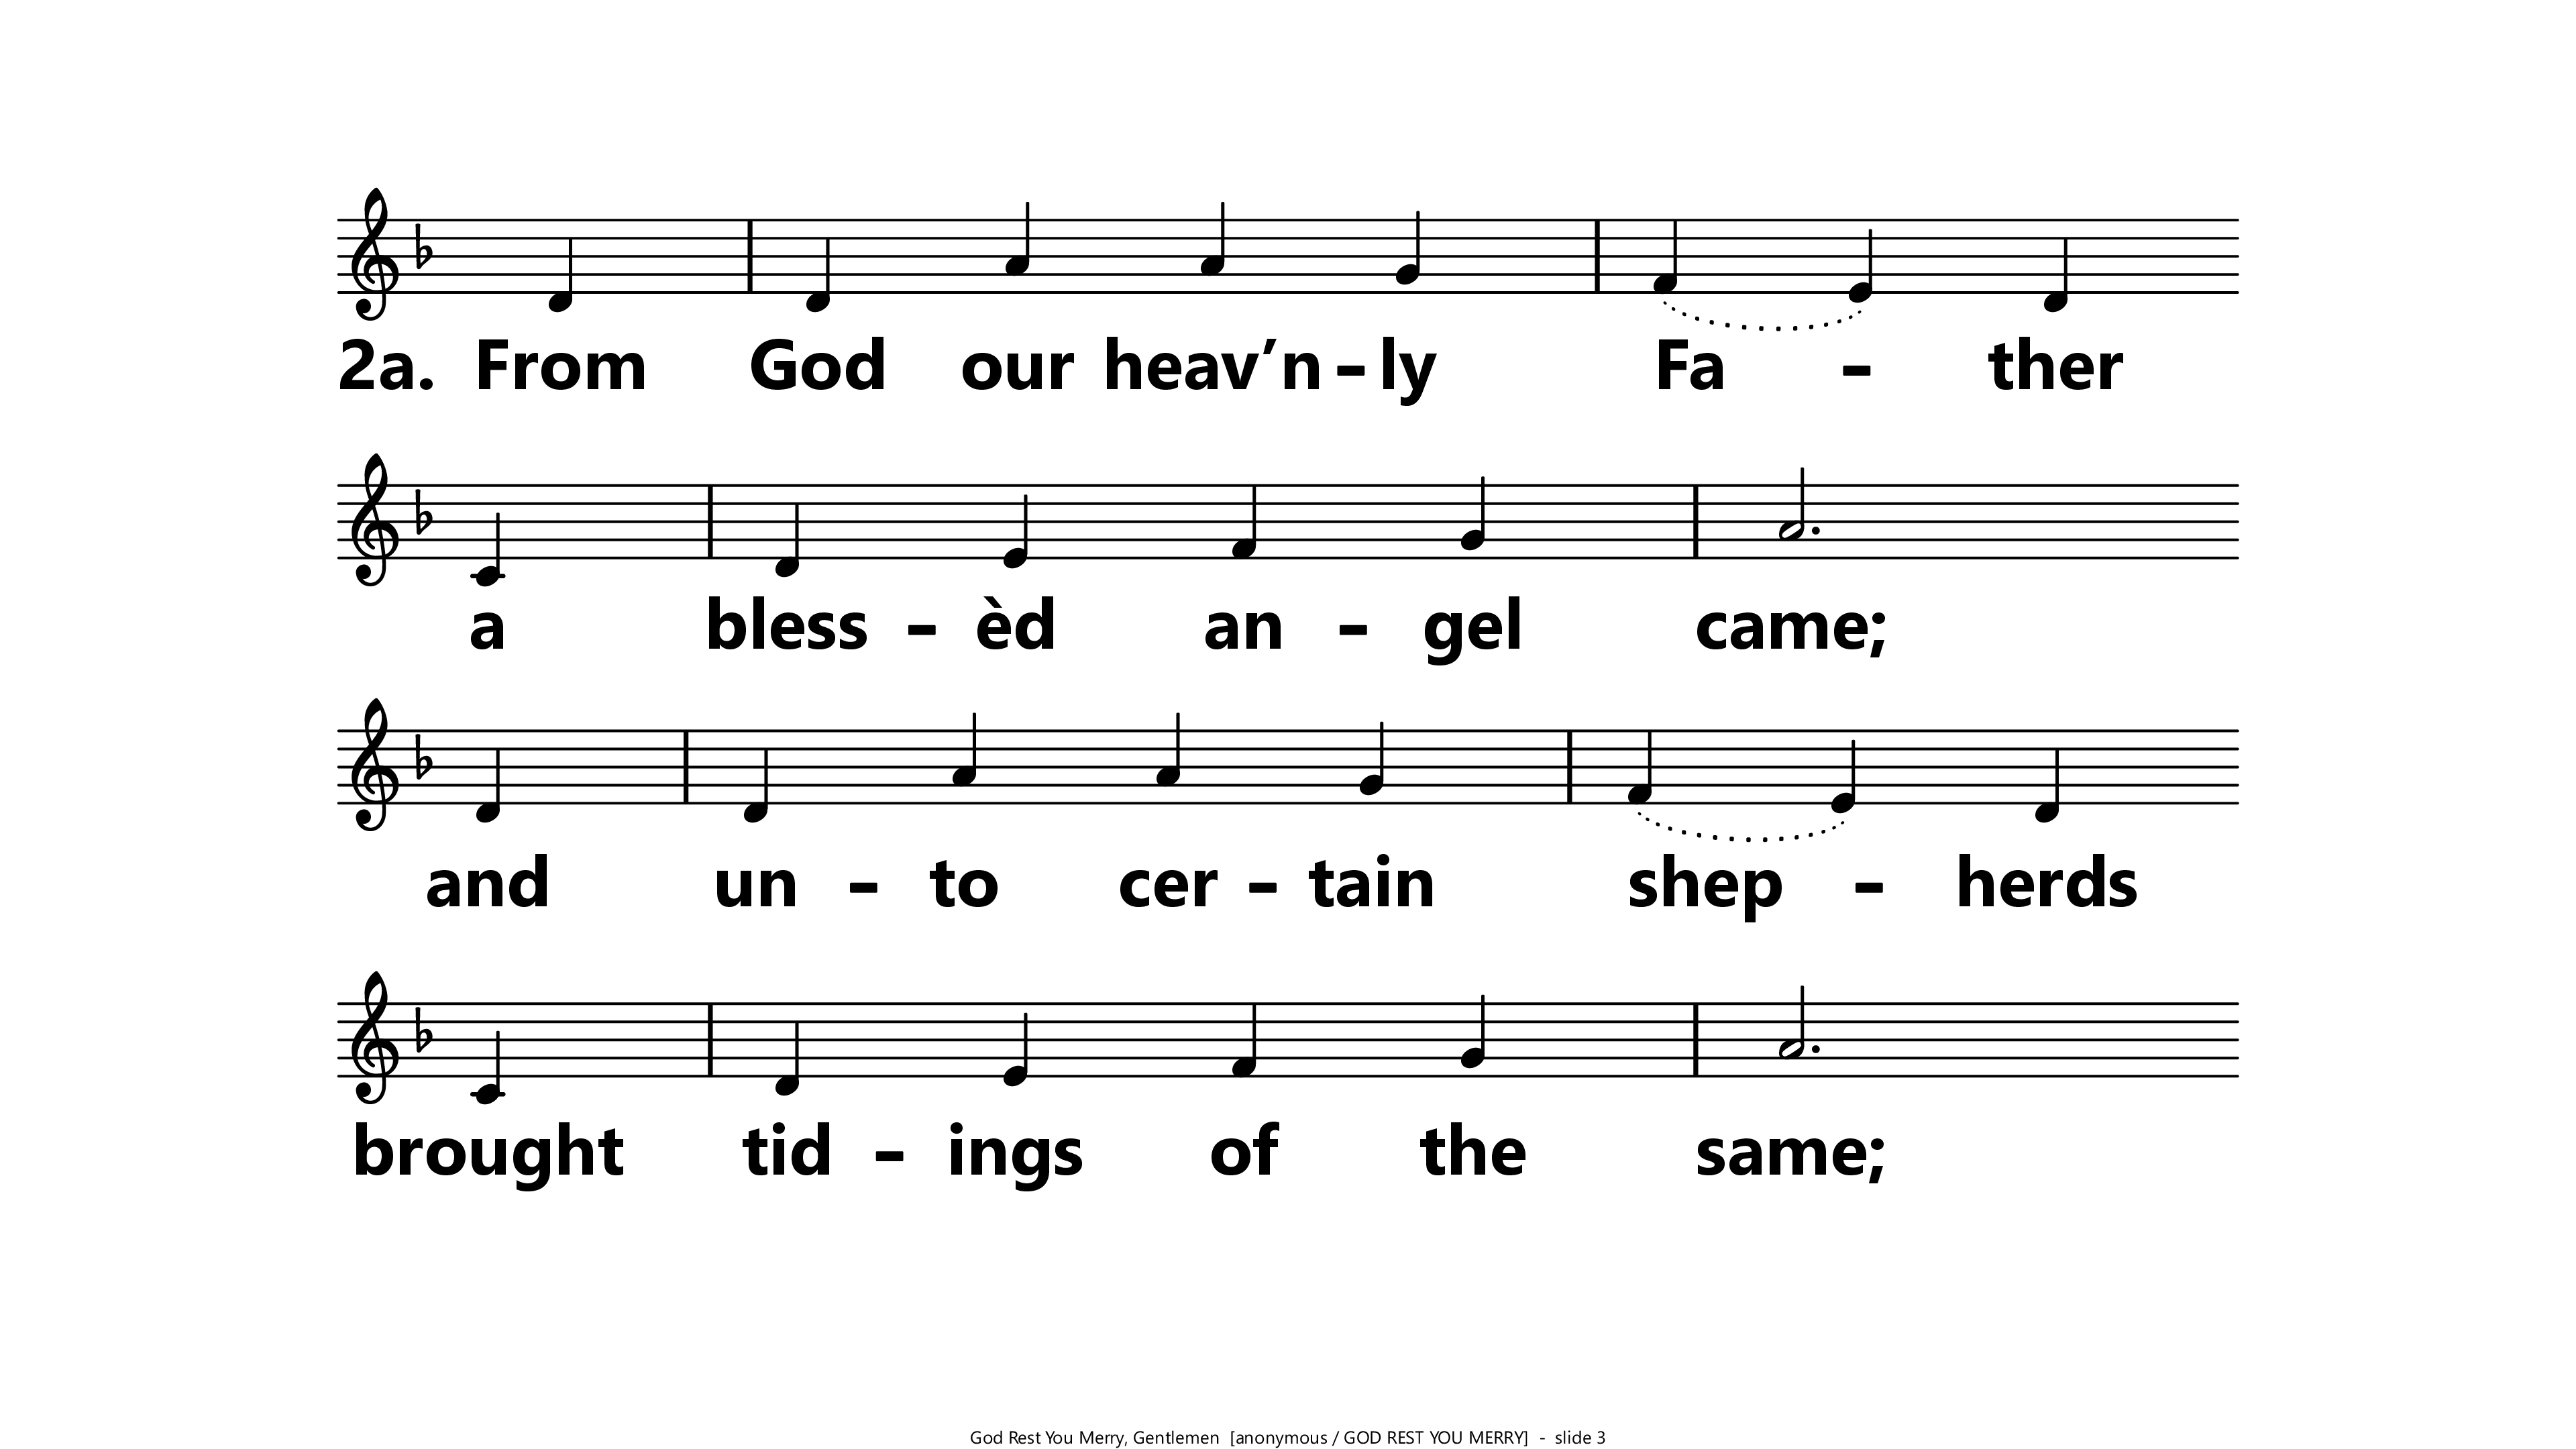 2a. From God our heav’n - ly Fa - ther
a bless - èd an - gel came;
and un - to cer - tain shep - herds
brought tid - ings of the same;
God Rest You Merry, Gentlemen [anonymous / GOD REST YOU MERRY] - slide 3